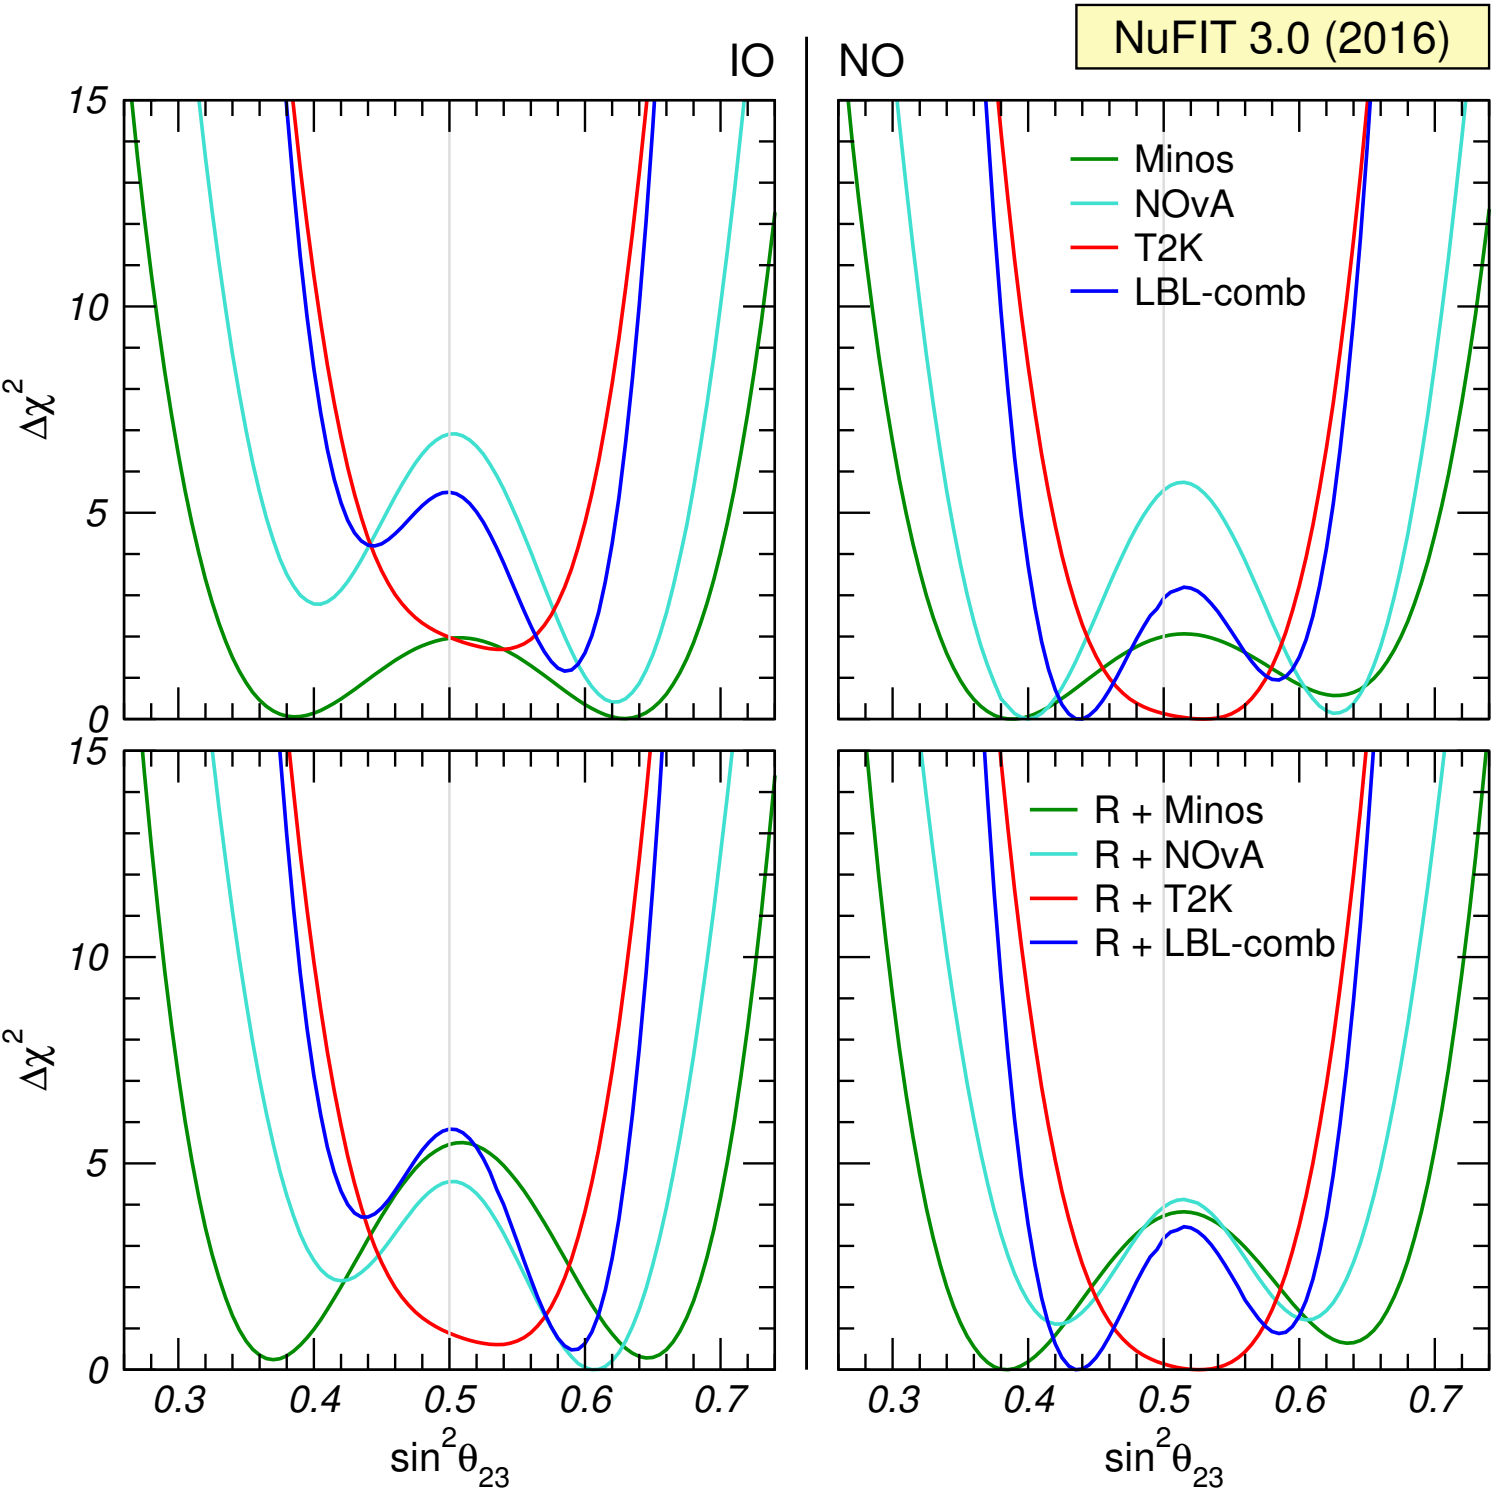 NuFIT 3.0 (2016)
IO NO
15
10
5
0
Δχ²
Minos
NOvA
T2K
LBL-comb
15
10
5
0
Δχ²
R + Minos
R + NOvA
R + T2K
R + LBL-comb
0.3 0.4 0.5 0.6 0.7
0.3 0.4 0.5 0.6 0.7
sin²θ₂₃
sin²θ₂₃